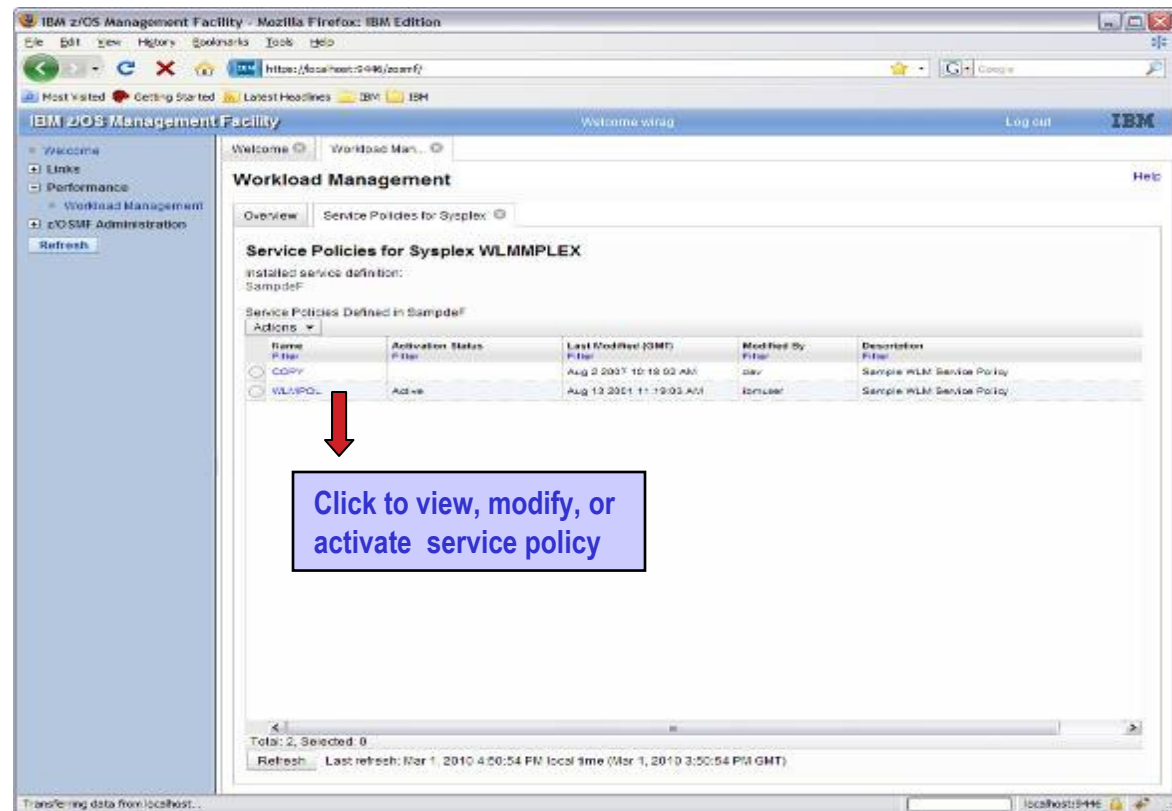 IBM z/OS Management Facility - Mozilla Firefox: IBM Edition
File Edit View History Bookmarks Tools Help
https://localhost:9446/zosmf/
Google
Most Visited Getting Started Latest Headlines IBM IBM
IBM z/OS Management Facility Welcome wirag Log out IBM
Welcome
Links
Performance
Workload Management
z/OSMF Administration
Refresh
Welcome Workload Man...
Workload Management Help
Overview Service Policies for Sysplex
Service Policies for Sysplex WLMMPLEX
Installed service definition:
SampdeF
Service Policies Defined in SampdeF
Actions
Name Activation Status Last Modified (GMT) Modified By Description
Filter Filter Filter Filter Filter
COPY Aug 2 2007 10:18:02 AM Sample WLM Service Policy
WLMPOL Active Aug 13 2001 11:19:03 AM ibmuser Sample WLM Service Policy
Click to view, modify, or
activate service policy
Total: 2, Selected: 0
Refresh Last refresh: Mar 1, 2010 4:50:54 PM local time (Mar 1, 2010 3:50:54 PM GMT)
Transferring data from localhost... localhost:9446